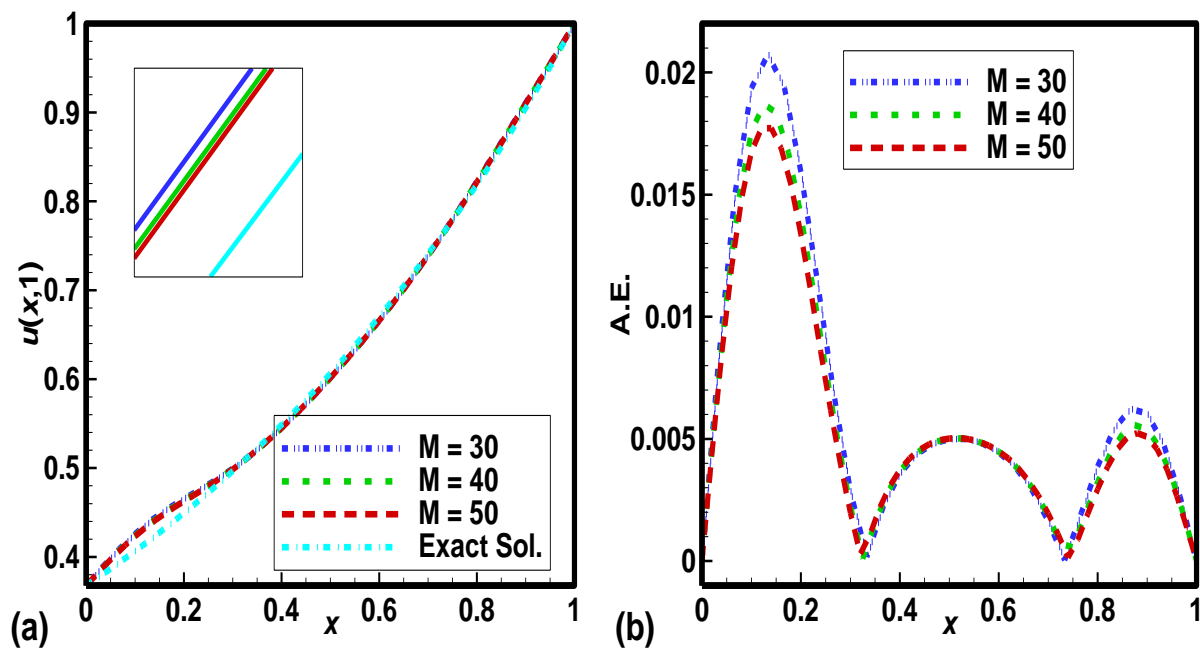 1
0.9
0.8
0.7
0.6
0.5
0.4
u(x,1)
M = 30
M = 40
M = 50
Exact Sol.
0 0.2 0.4 0.6 0.8 1
x
(a)
0.02
0.015
0.01
0.005
0
A.E.
M = 30
M = 40
M = 50
0 0.2 0.4 0.6 0.8 1
x
(b)